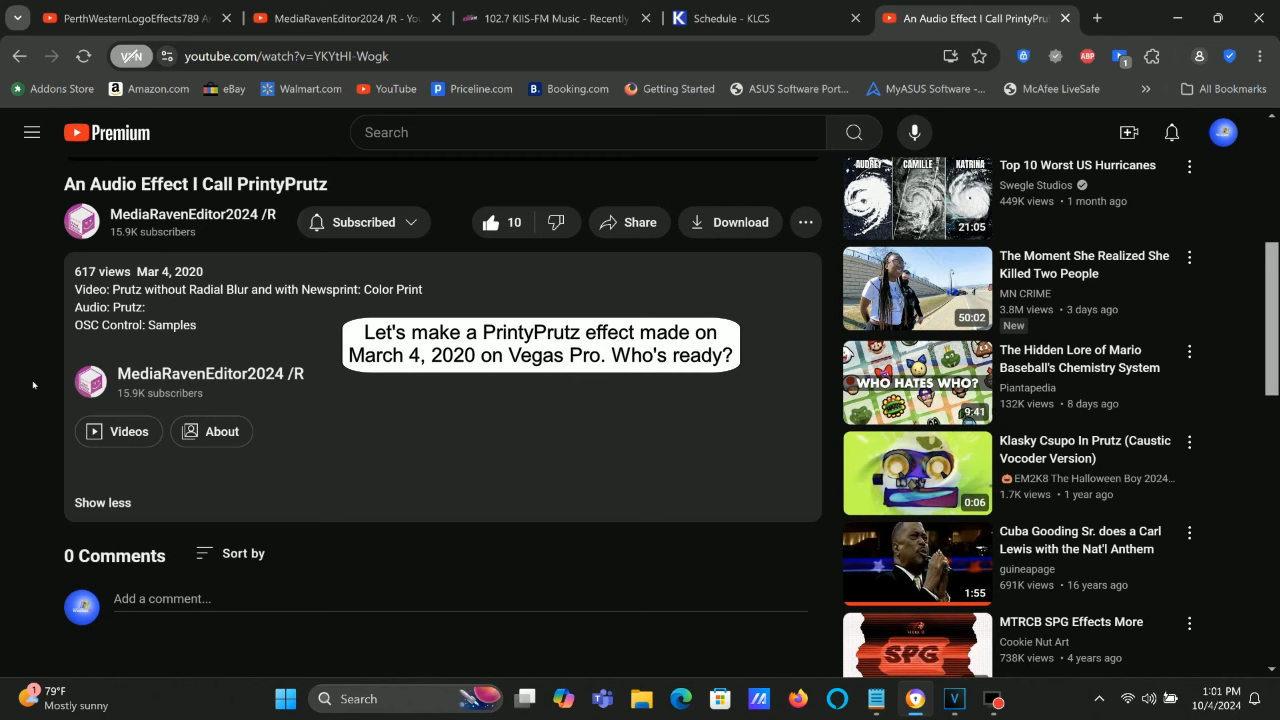 PerthWesternLogoEffects789 Ar
MediaRavenEditor2024 /R - You
102.7 KIIS-FM Music - Recently
Schedule - KLCS
An Audio Effect I Call PrintyPrut
VPN
youtube.com/watch?v=YKYtHI-Wogk
1
Addons Store
Amazon.com
eBay
Walmart.com
YouTube
Priceline.com
Booking.com
Getting Started
ASUS Software Port...
MyASUS Software -...
McAfee LiveSafe
All Bookmarks
Premium
Search
An Audio Effect I Call PrintyPrutz
MediaRavenEditor2024 /R
15.9K subscribers
Subscribed
10
Share
Download
617 views Mar 4, 2020
Video: Prutz without Radial Blur and with Newsprint: Color Print
Audio: Prutz:
OSC Control: Samples
Let's make a PrintyPrutz effect made on
March 4, 2020 on Vegas Pro. Who's ready?
MediaRavenEditor2024 /R
15.9K subscribers
Videos
About
Show less
0 Comments
Sort by
Add a comment...
AUDREY
CAMILLE
KATRINA
21:05
Top 10 Worst US Hurricanes
Swegle Studios
449K views • 1 month ago
50:02
The Moment She Realized She
Killed Two People
MN CRIME
3.8M views • 3 days ago
New
WHO HATES WHO?
9:41
The Hidden Lore of Mario
Baseball's Chemistry System
Piantapedia
132K views • 8 days ago
0:06
Klasky Csupo In Prutz (Caustic
Vocoder Version)
🎃EM2K8 The Halloween Boy 2024...
1.7K views • 1 year ago
1:55
Cuba Gooding Sr. does a Carl
Lewis with the Nat'l Anthem
guineapage
691K views • 16 years ago
SPG
MTRCB SPG Effects More
Cookie Nut Art
738K views • 4 years ago
1
79°F
Mostly sunny
Search
1:01 PM
10/4/2024